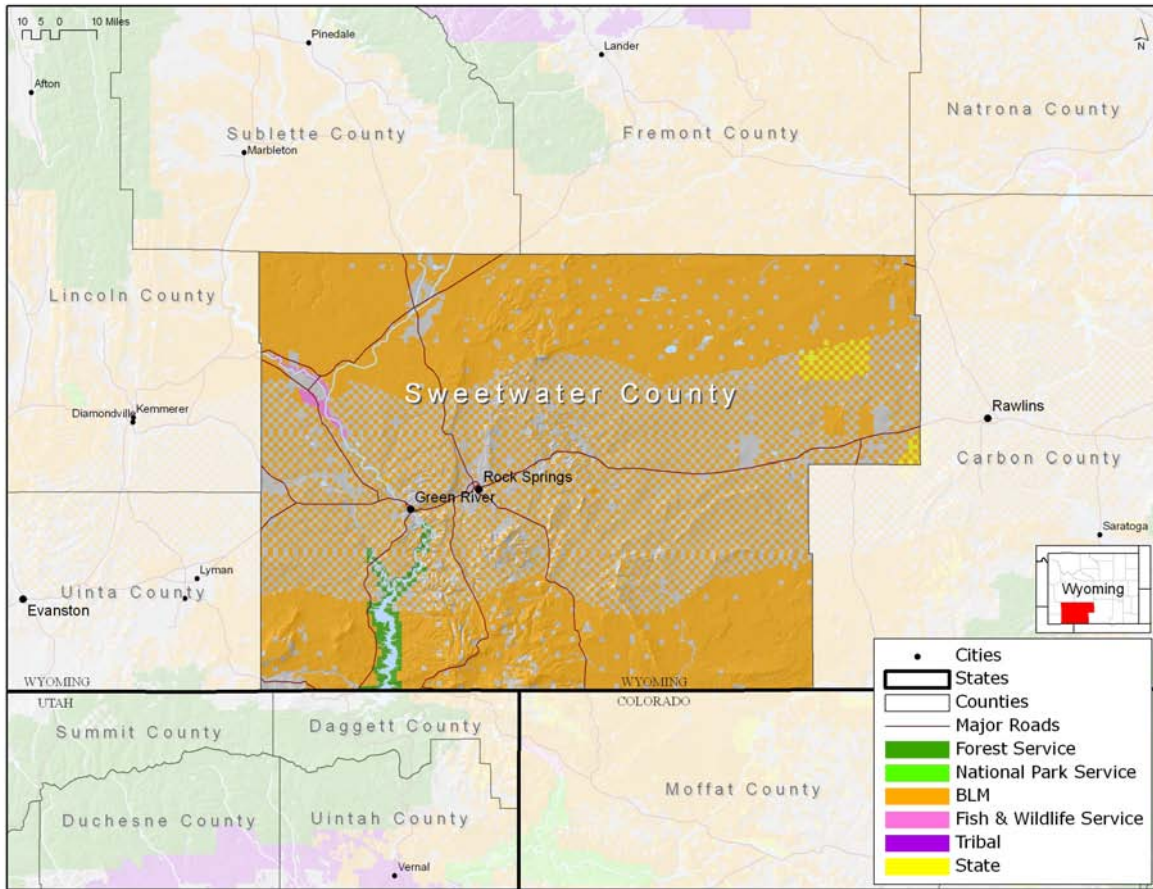 10 5 0 10 Miles
Pinedale
Lander
N
Afton
Natrona County
Sublette County
Fremont County
Marbleton
Lincoln County
Sweetwater County
Diamondville
Kemmerer
Rawlins
Carbon County
Rock Springs
Green River
Saratoga
Lyman
Uinta County
Evanston
Wyoming
WYOMING
WYOMING
UTAH
COLORADO
Summit County
Daggett County
Moffat County
Duchesne County
Uintah County
Vernal
Cities
States
Counties
Major Roads
Forest Service
National Park Service
BLM
Fish & Wildlife Service
Tribal
State